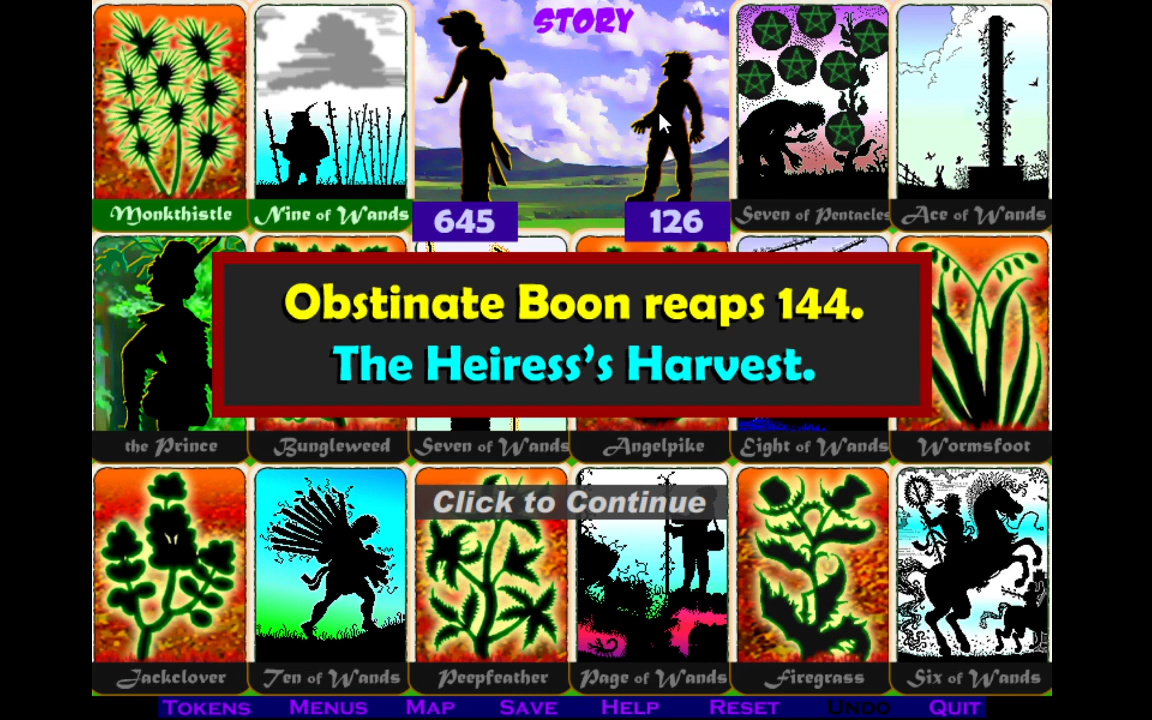 STORY
Monkthistle
Nine of Wands
645
126
Seven of Pentacles
Ace of Wands
Obstinate Boon reaps 144.
The Heiress's Harvest.
the Prince
Bungleweed
Seven of Wands
Angelpike
Eight of Wands
Wormsfoot
Click to Continue
Jackclover
Ten of Wands
Peepfeather
Page of Wands
Firegrass
Six of Wands
TOKENS MENUS MAP SAVE HELP RESET UNDO QUIT